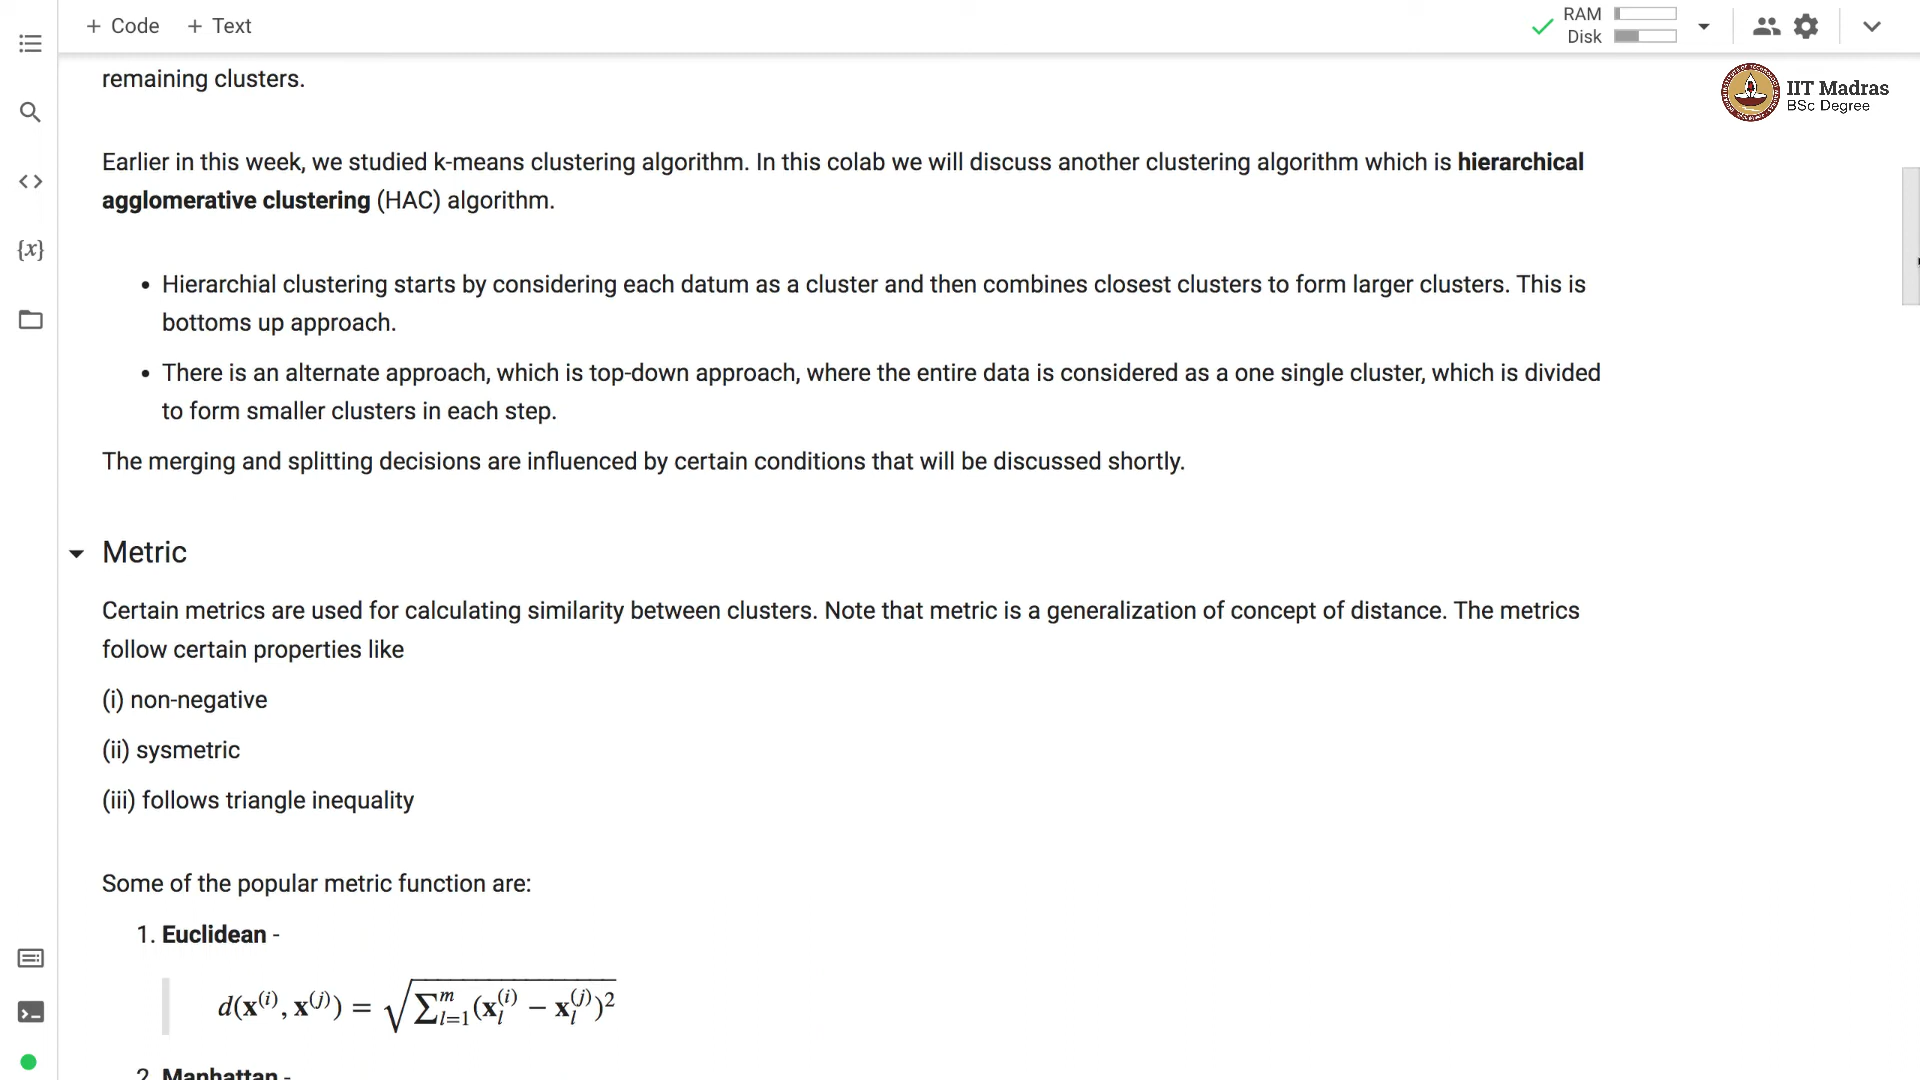 + Code + Text
RAM
Disk
IIT Madras
BSc Degree
remaining clusters.
Earlier in this week, we studied k-means clustering algorithm. In this colab we will discuss another clustering algorithm which is hierarchical
agglomerative clustering (HAC) algorithm.
• Hierarchial clustering starts by considering each datum as a cluster and then combines closest clusters to form larger clusters. This is
bottoms up approach.
• There is an alternate approach, which is top-down approach, where the entire data is considered as a one single cluster, which is divided
to form smaller clusters in each step.
The merging and splitting decisions are influenced by certain conditions that will be discussed shortly.
Metric
Certain metrics are used for calculating similarity between clusters. Note that metric is a generalization of concept of distance. The metrics
follow certain properties like
(i) non-negative
(ii) sysmetric
(iii) follows triangle inequality
Some of the popular metric function are:
1. Euclidean -
d(x^(i), x^(j)) = √∑_{l=1}^{m} (x_l^(i) − x_l^(j))²
2. Manhattan -